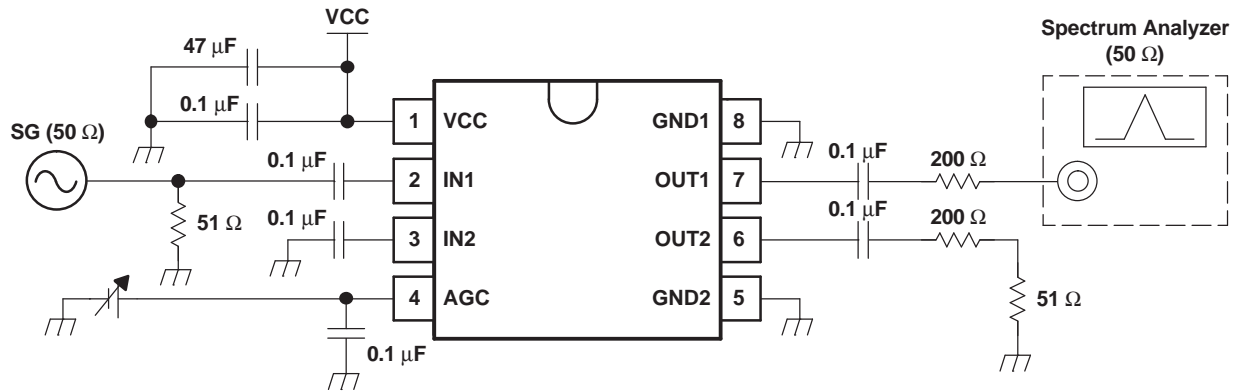 VCC
47 μF
0.1 μF
SG (50 Ω)
51 Ω
0.1 μF
0.1 μF
0.1 μF
1 VCC
2 IN1
3 IN2
4 AGC
GND1 8
OUT1 7
OUT2 6
GND2 5
0.1
μF
200 Ω
0.1
μF
200 Ω
51 Ω
Spectrum Analyzer
(50 Ω)